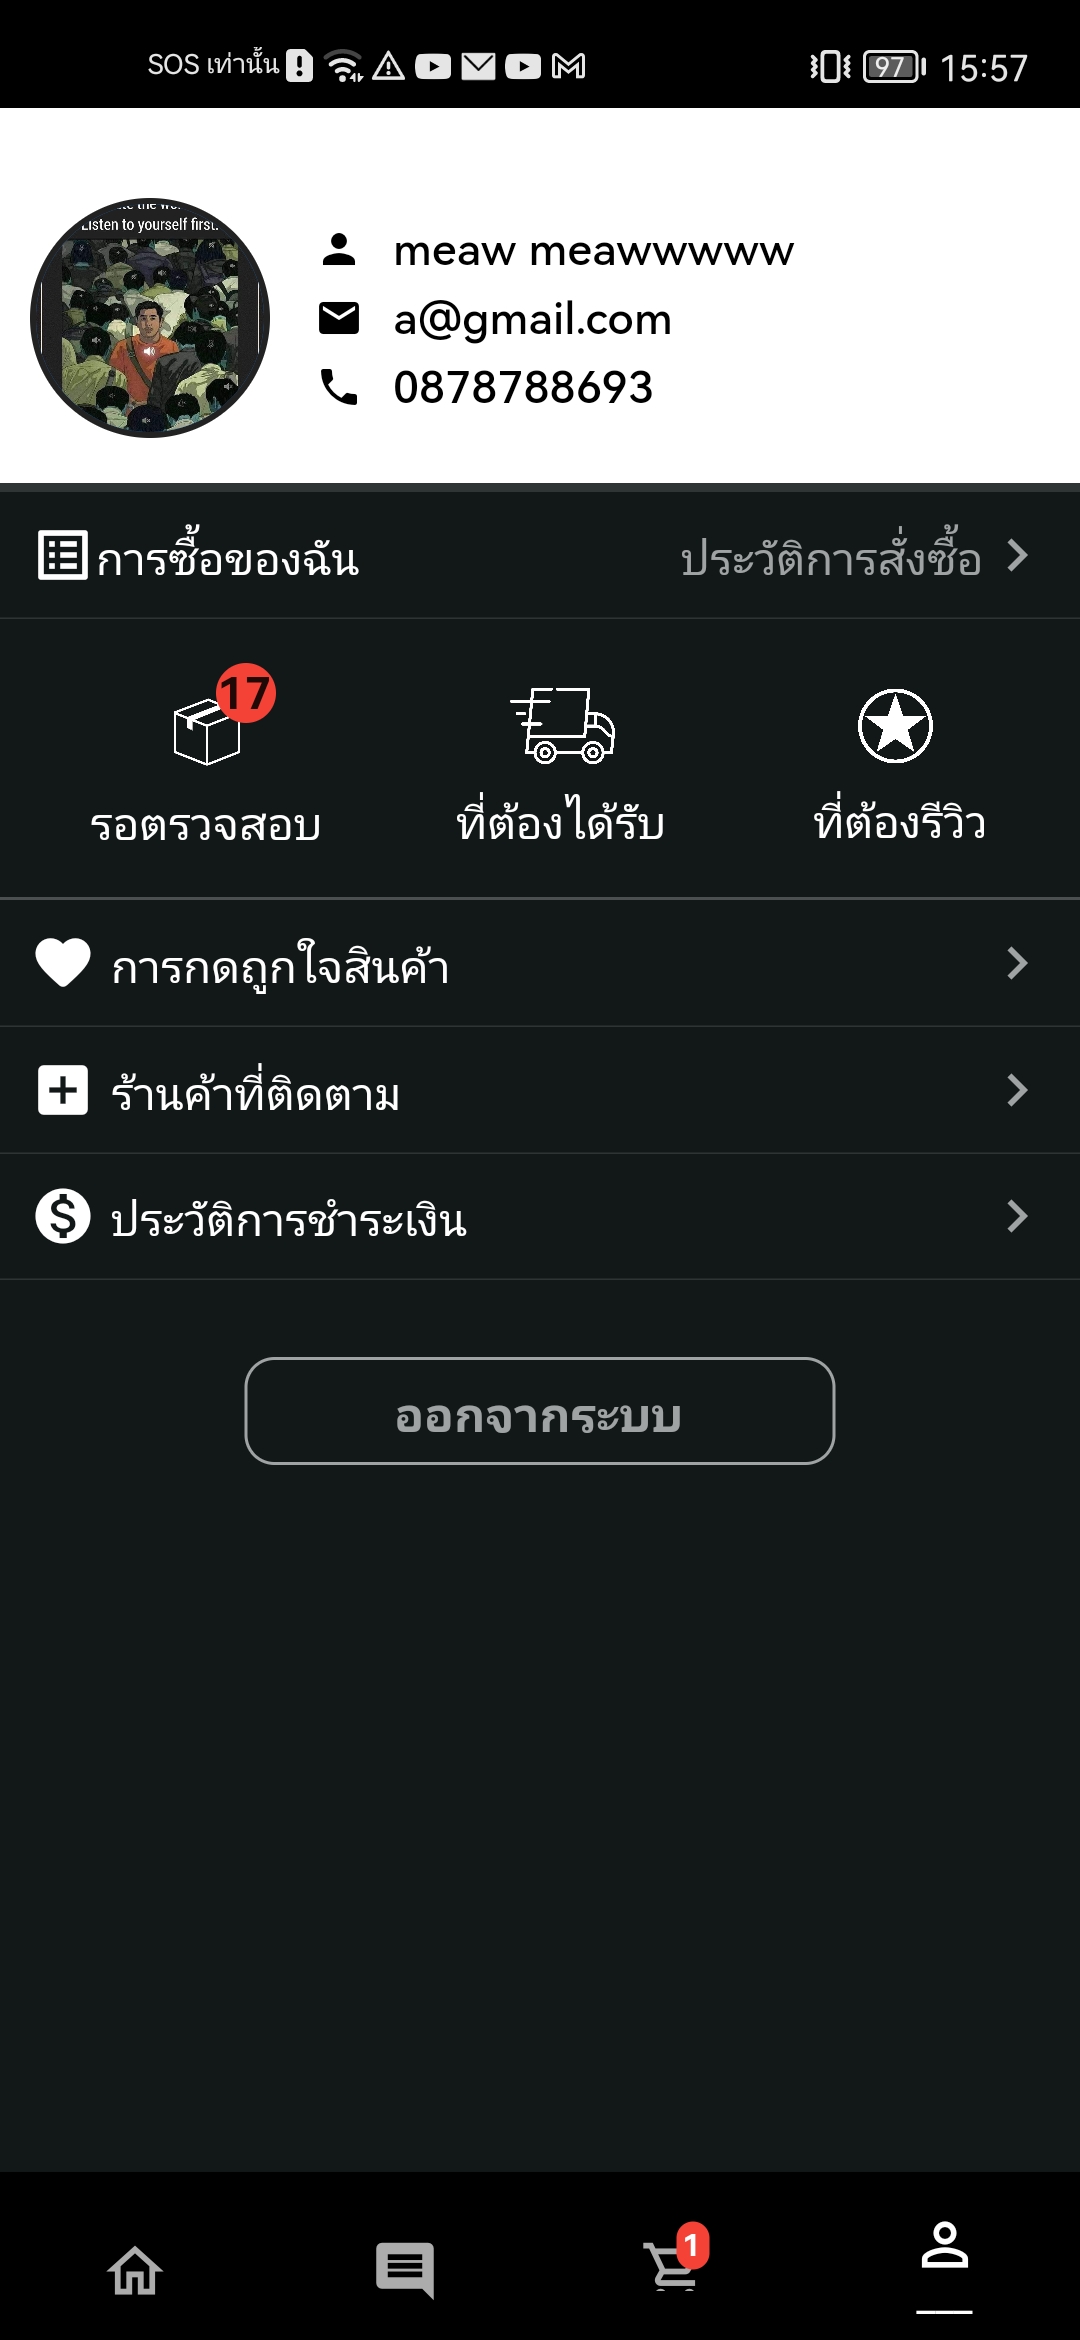 SOS เท่านั้น
97
15:57
Listen to yourself first.
meaw meawwwww
a@gmail.com
0878788693
การซื้อของฉัน
ประวัติการสั่งซื้อ
17
รอตรวจสอบ
ที่ต้องได้รับ
ที่ต้องรีวิว
การกดถูกใจสินค้า
ร้านค้าที่ติดตาม
ประวัติการชำระเงิน
ออกจากระบบ
1